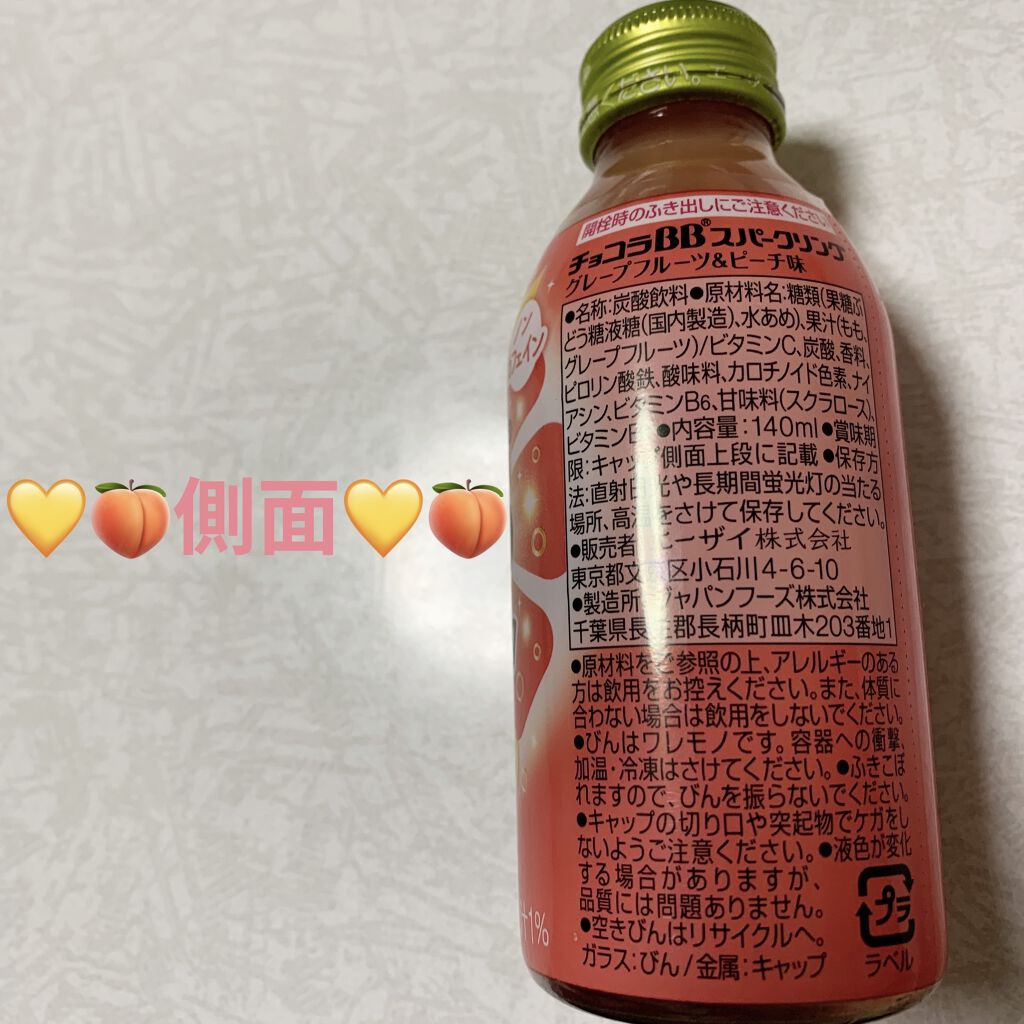 ください。
開栓時のふき出しにご注意ください
チョコラBB®スパークリング
グレープフルーツ&ピーチ味
●名称:炭酸飲料●原材料名:糖類(果糖ぶ
どう糖液糖(国内製造)、水あめ)、果汁(もも、
グレープフルーツ)/ビタミンC、炭酸、香料、
ピロリン酸鉄、酸味料、カロチノイド色素、ナイ
アシン、ビタミンB6、甘味料(スクラロース)、
ビタミンB ●内容量:140ml●賞味期
限:キャップ側面上段に記載●保存方
法:直射日光や長期間蛍光灯の当たる
場所、高温をさけて保存してください。
●販売者 エーザイ株式会社
東京都文京区小石川4-6-10
●製造所 ジャパンフーズ株式会社
千葉県長生郡長柄町皿木203番地1
●原材料をご参照の上、アレルギーのある
方は飲用をお控えください。また、体質に
合わない場合は飲用をしないでください。
●びんはワレモノです。容器への衝撃、
加温・冷凍はさけてください。●ふきこぼ
れますので、びんを振らないでください。
●キャップの切り口や突起物でケガをし
ないようご注意ください。●液色が変化
する場合がありますが、
品質には問題ありません。
●空きびんはリサイクルへ。
ガラス:びん/金属:キャップ
プラ
ラベル
フェイン
1%
💛🍑側面💛🍑